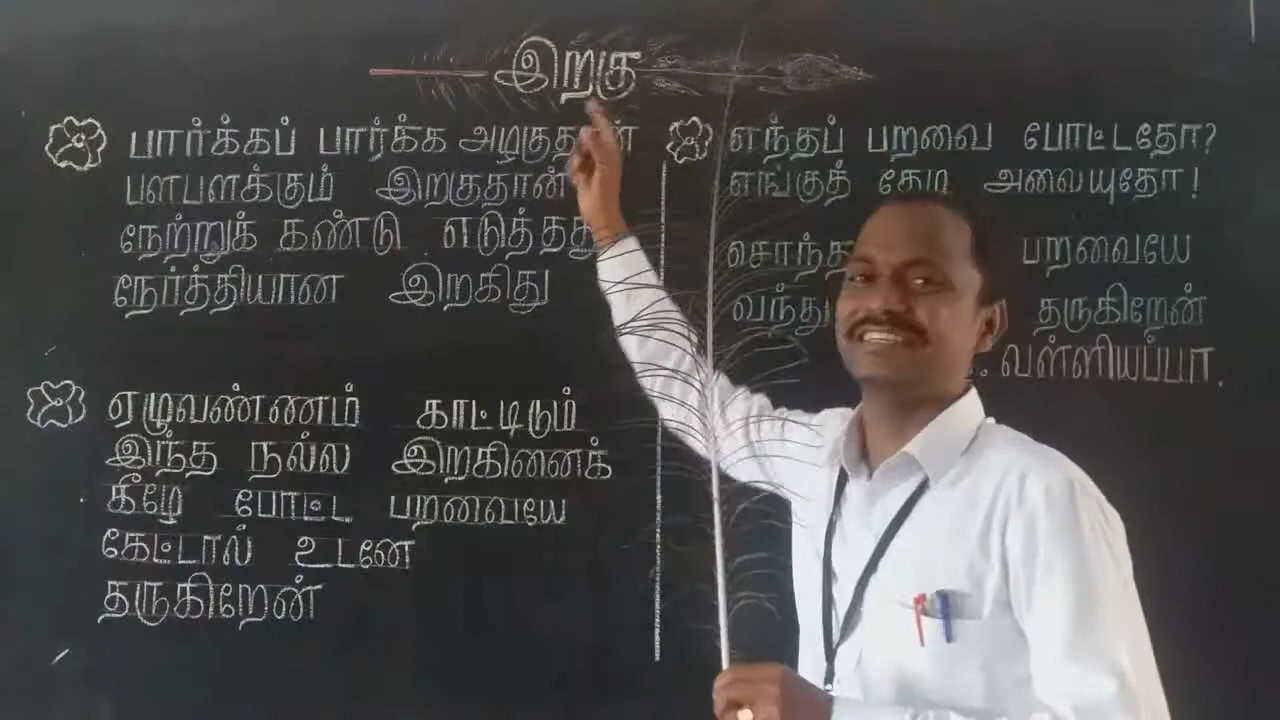 இறகு
பார்க்கப் பார்க்க அழகுதான்
பளபளக்கும் இறகுதான்
நேற்றுக் கண்டு எடுத்தது
நேர்த்தியான இறகிது
ஏழுவண்ணம் காட்டிடும்
இந்த நல்ல இறகினைக்
கீழே போட்ட பறவையே
கேட்டால் உடனே
தருகிறேன்
எந்தப் பறவை போட்டதோ?
எங்குத் தேடி அலையுதோ!
சொந்த பறவையே
வந்து தருகிறேன்
வள்ளியப்பா.